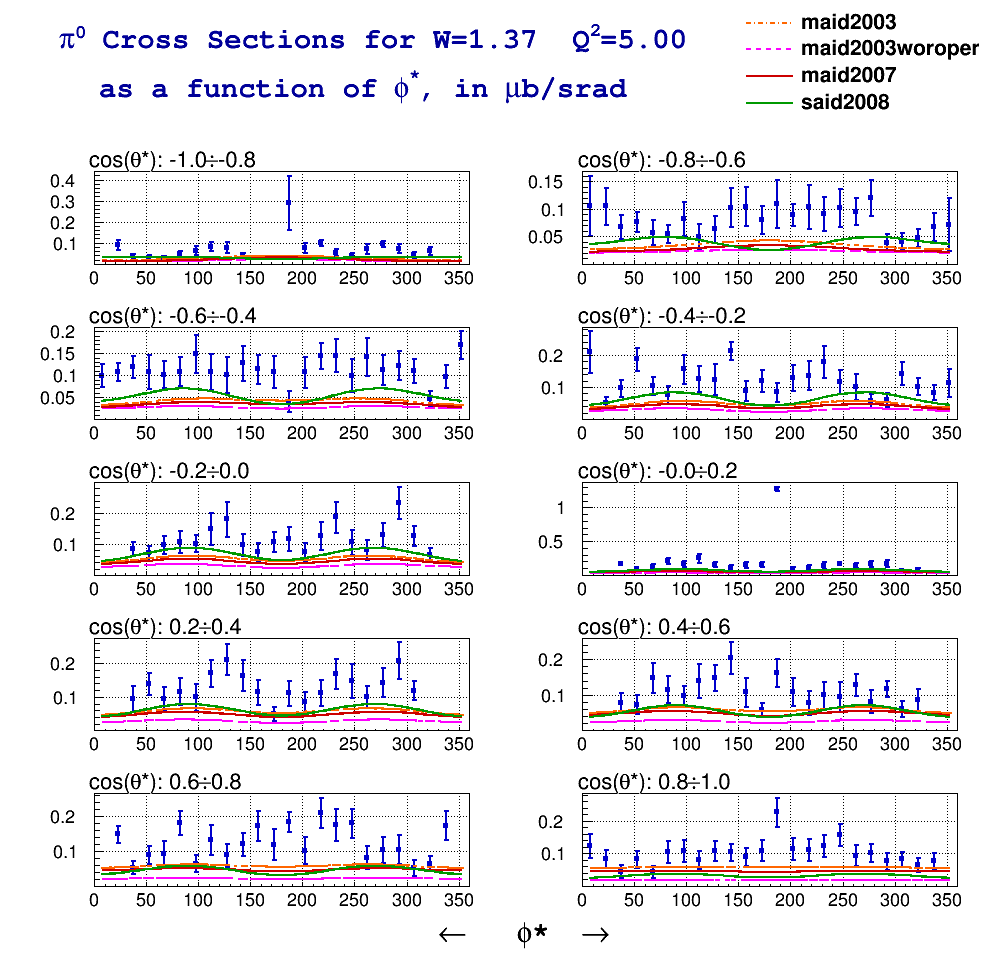 π⁰ Cross Sections for W=1.37 Q²=5.00
as a function of ϕ*, in μb/srad
maid2003
maid2003woroper
maid2007
said2008
cos(θ*): -1.0÷-0.8
0.4
0.3
0.2
0.1
0 50 100 150 200 250 300 350
cos(θ*): -0.8÷-0.6
0.15
0.1
0.05
0 50 100 150 200 250 300 350
cos(θ*): -0.6÷-0.4
0.2
0.15
0.1
0.05
0 50 100 150 200 250 300 350
cos(θ*): -0.4÷-0.2
0.2
0.1
0 50 100 150 200 250 300 350
cos(θ*): -0.2÷0.0
0.2
0.1
0 50 100 150 200 250 300 350
cos(θ*): -0.0÷0.2
1
0.5
0 50 100 150 200 250 300 350
cos(θ*): 0.2÷0.4
0.2
0.1
0 50 100 150 200 250 300 350
cos(θ*): 0.4÷0.6
0.2
0.1
0 50 100 150 200 250 300 350
cos(θ*): 0.6÷0.8
0.2
0.1
0 50 100 150 200 250 300 350
cos(θ*): 0.8÷1.0
0.2
0.1
0 50 100 150 200 250 300 350
← ϕ* →